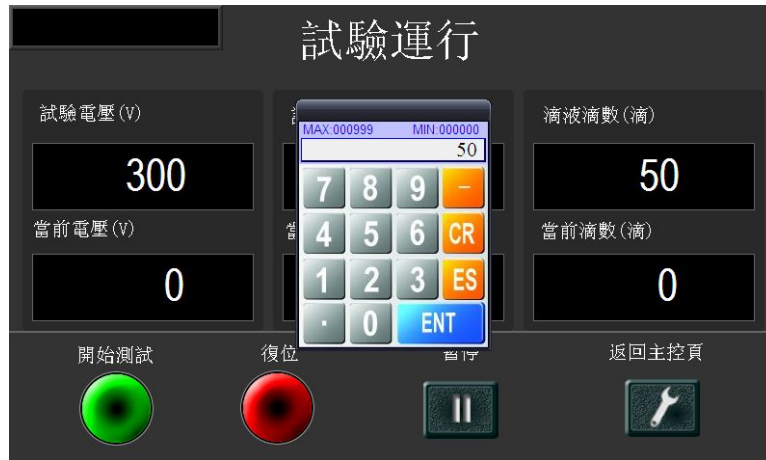 試驗運行
試驗電壓(V)
滴液滴數(滴)
300
50
當前電壓(V)
當前滴數(滴)
0
0
MAX:000999 MIN:000000
50
7 8 9 -
4 5 6 CR
1 2 3 ES
. 0 ENT
開始測試
復位
暫停
返回主控頁